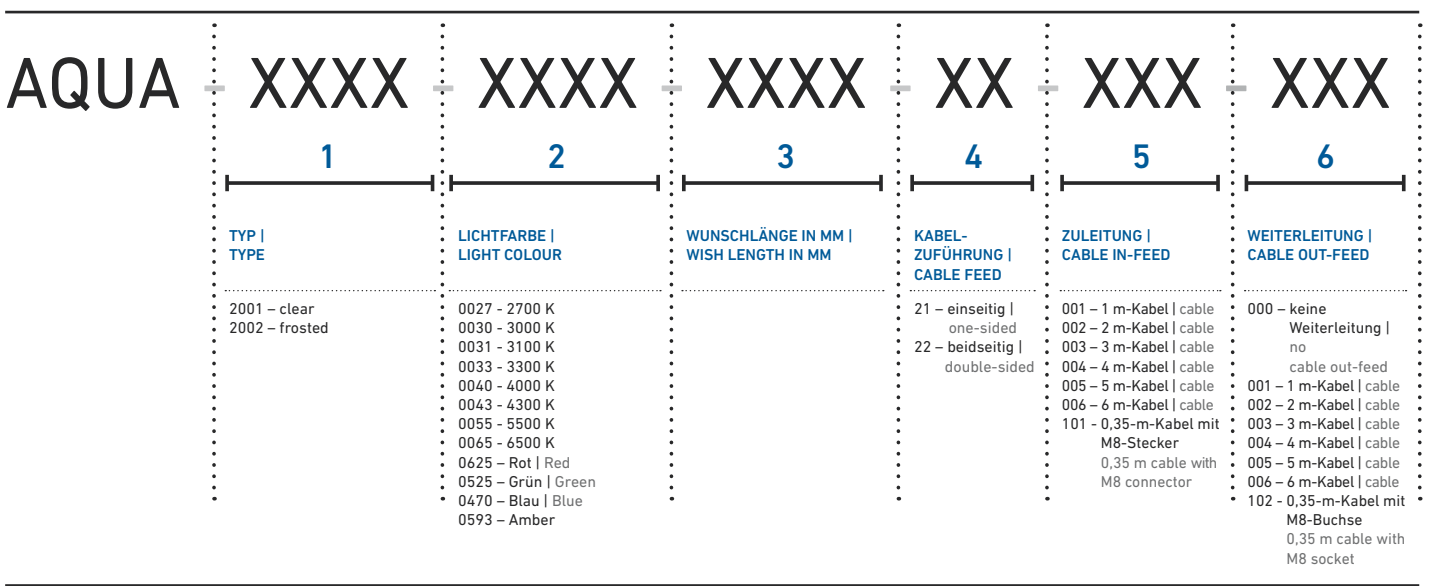 AQUA - XXXX - XXXX - XXXX - XX - XXX - XXX
1 2 3 4 5 6
TYP |
TYPE
2001 – clear
2002 – frosted
LICHTFARBE |
LIGHT COLOUR
0027 - 2700 K
0030 - 3000 K
0031 - 3100 K
0033 - 3300 K
0040 - 4000 K
0043 - 4300 K
0055 - 5500 K
0065 - 6500 K
0625 – Rot | Red
0525 – Grün | Green
0470 – Blau | Blue
0593 – Amber
WUNSCHLÄNGE IN MM |
WISH LENGTH IN MM
KABEL-
ZUFÜHRUNG |
CABLE FEED
21 – einseitig |
one-sided
22 – beidseitig |
double-sided
ZULEITUNG |
CABLE IN-FEED
001 – 1 m-Kabel | cable
002 – 2 m-Kabel | cable
003 – 3 m-Kabel | cable
004 – 4 m-Kabel | cable
005 – 5 m-Kabel | cable
006 – 6 m-Kabel | cable
101 - 0,35-m-Kabel mit
M8-Stecker
0,35 m cable with
M8 connector
WEITERLEITUNG |
CABLE OUT-FEED
000 – keine
Weiterleitung |
no
cable out-feed
001 – 1 m-Kabel | cable
002 – 2 m-Kabel | cable
003 – 3 m-Kabel | cable
004 – 4 m-Kabel | cable
005 – 5 m-Kabel | cable
006 – 6 m-Kabel | cable
102 - 0,35-m-Kabel mit
M8-Buchse
0,35 m cable with
M8 socket